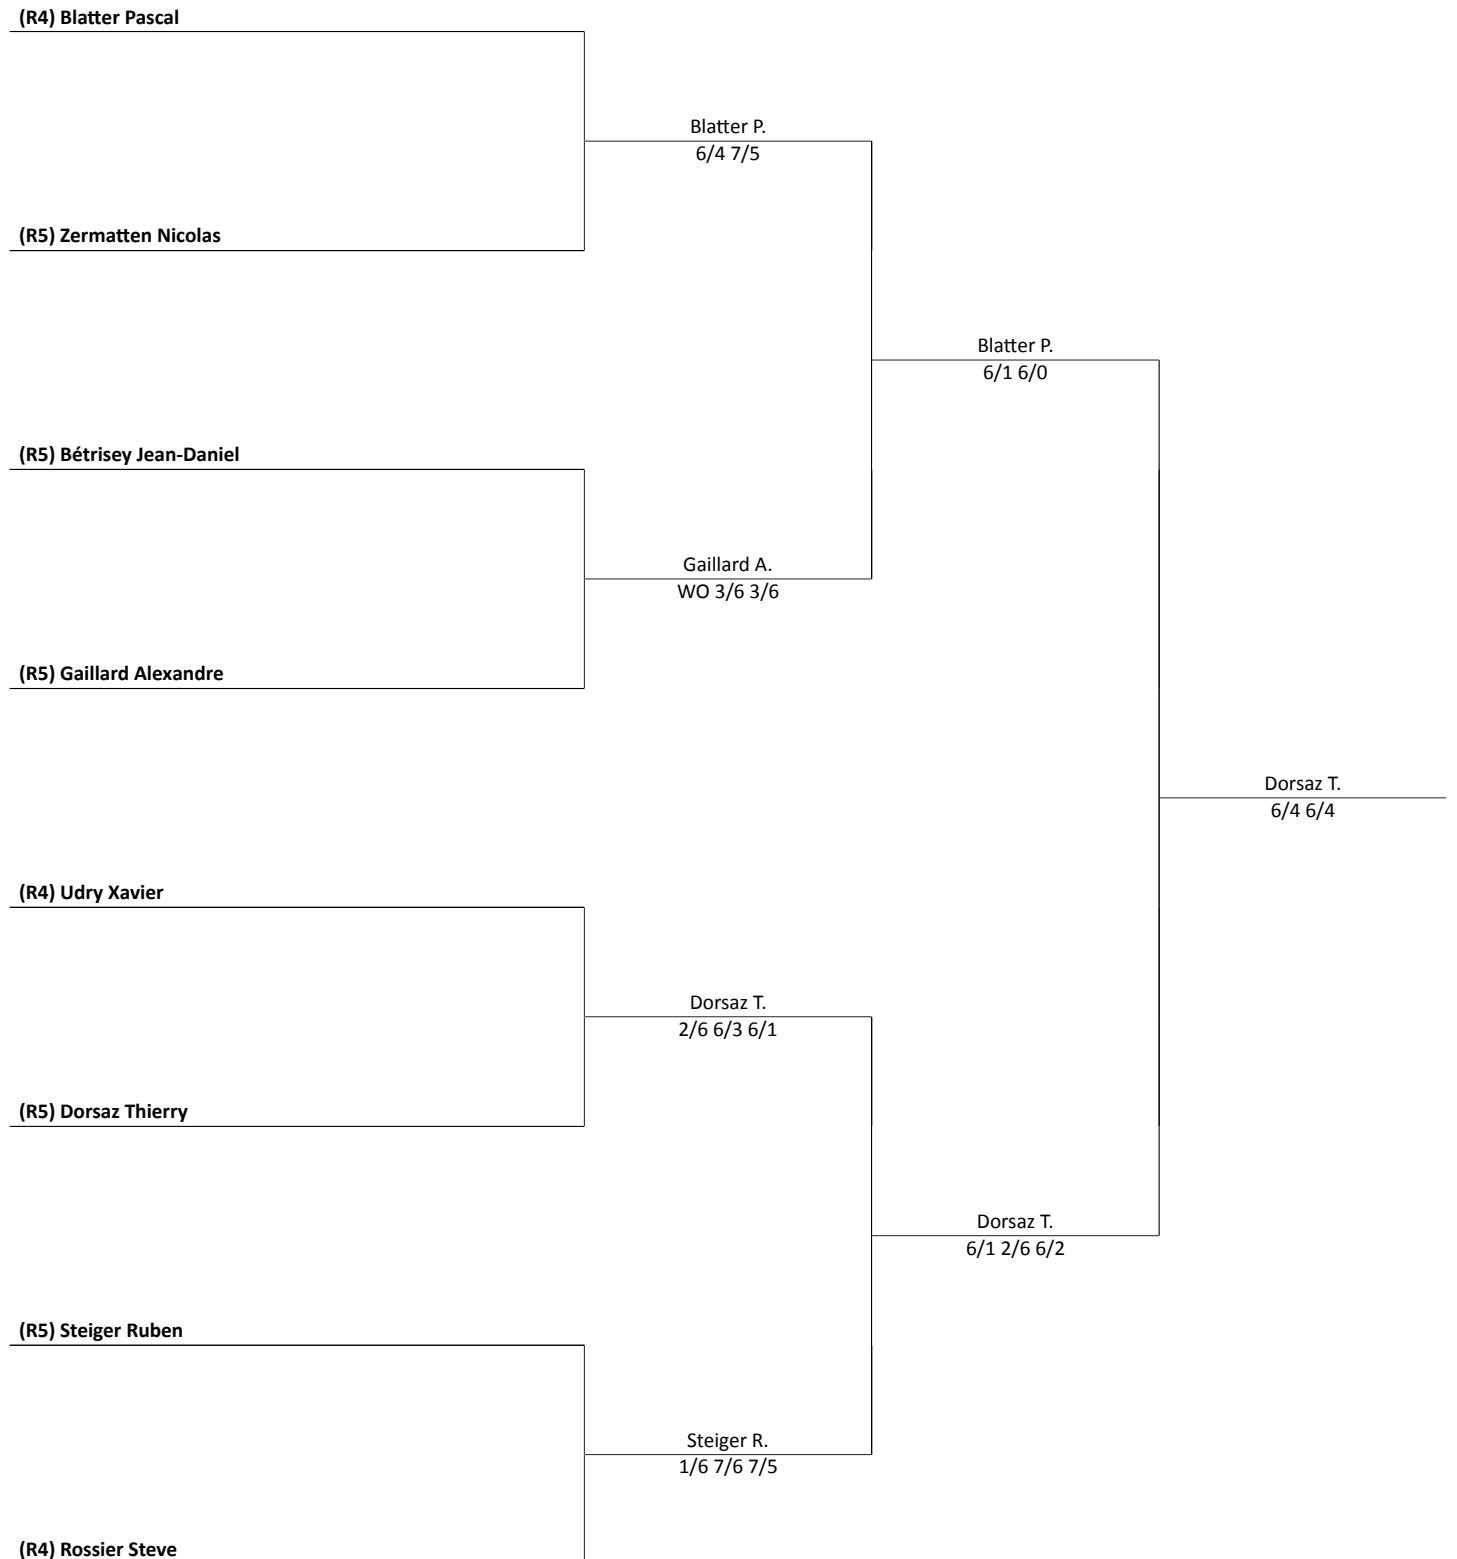 (R4) Blatter Pascal
Blatter P.
6/4 7/5
(R5) Zermatten Nicolas
Blatter P.
6/1 6/0
(R5) Bétrisey Jean-Daniel
Gaillard A.
WO 3/6 3/6
(R5) Gaillard Alexandre
Dorsaz T.
6/4 6/4
(R4) Udry Xavier
Dorsaz T.
2/6 6/3 6/1
(R5) Dorsaz Thierry
Dorsaz T.
6/1 2/6 6/2
(R5) Steiger Ruben
Steiger R.
1/6 7/6 7/5
(R4) Rossier Steve